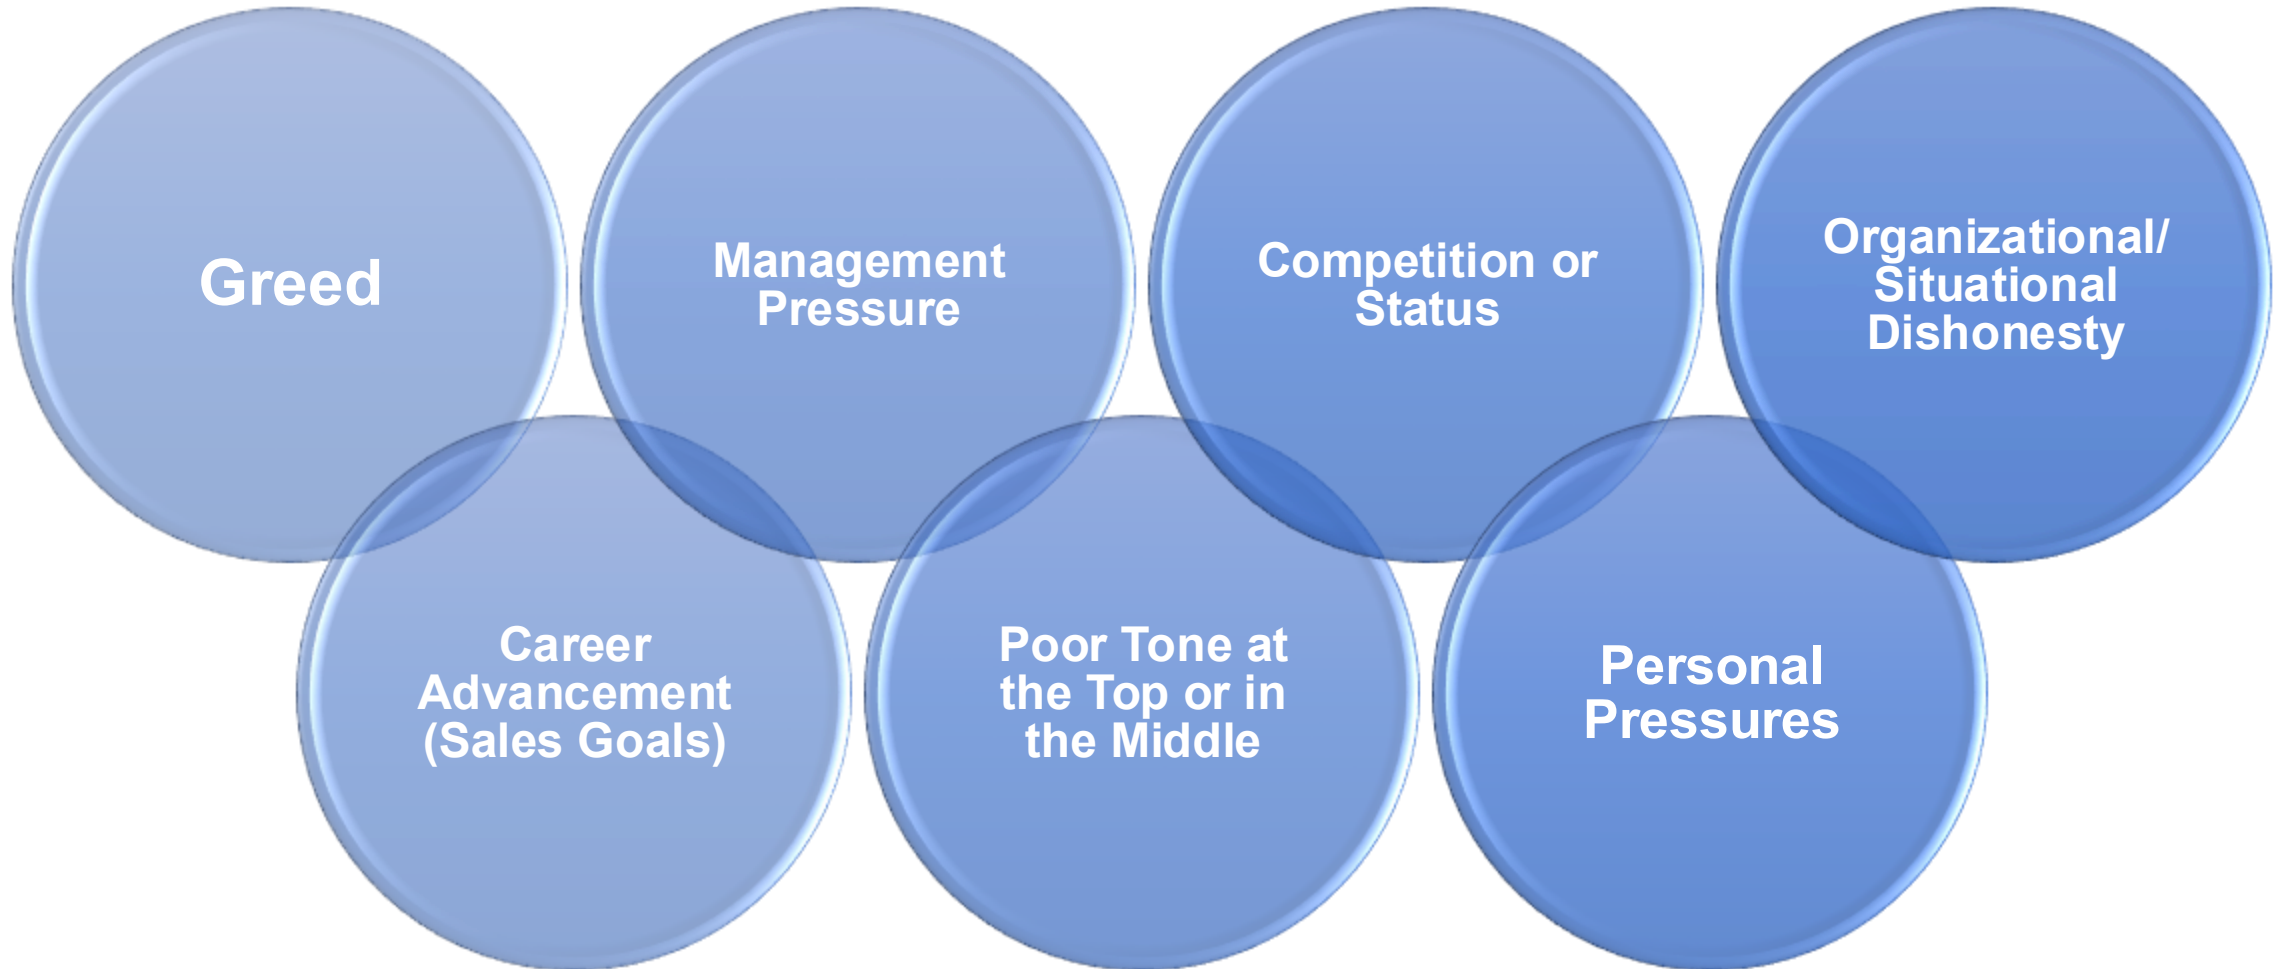 Greed
Management
Pressure
Competition or
Status
Organizational/
Situational
Dishonesty
Career
Advancement
(Sales Goals)
Poor Tone at
the Top or in
the Middle
Personal
Pressures